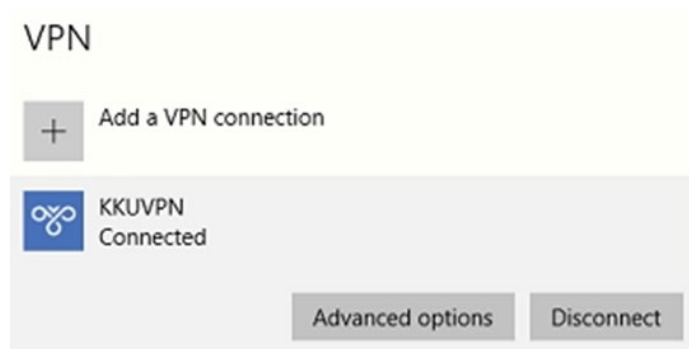 VPN
Add a VPN connection
KKUVPN
Connected
Advanced options
Disconnect